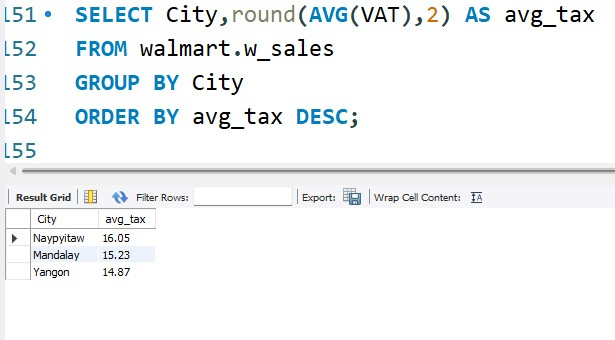 151 SELECT City,round(AVG(VAT),2) AS avg_tax
152 FROM walmart.w_sales
153 GROUP BY City
154 ORDER BY avg_tax DESC;
155
Result Grid Filter Rows: Export: Wrap Cell Content: IA
City avg_tax
Naypyitaw 16.05
Mandalay 15.23
Yangon 14.87